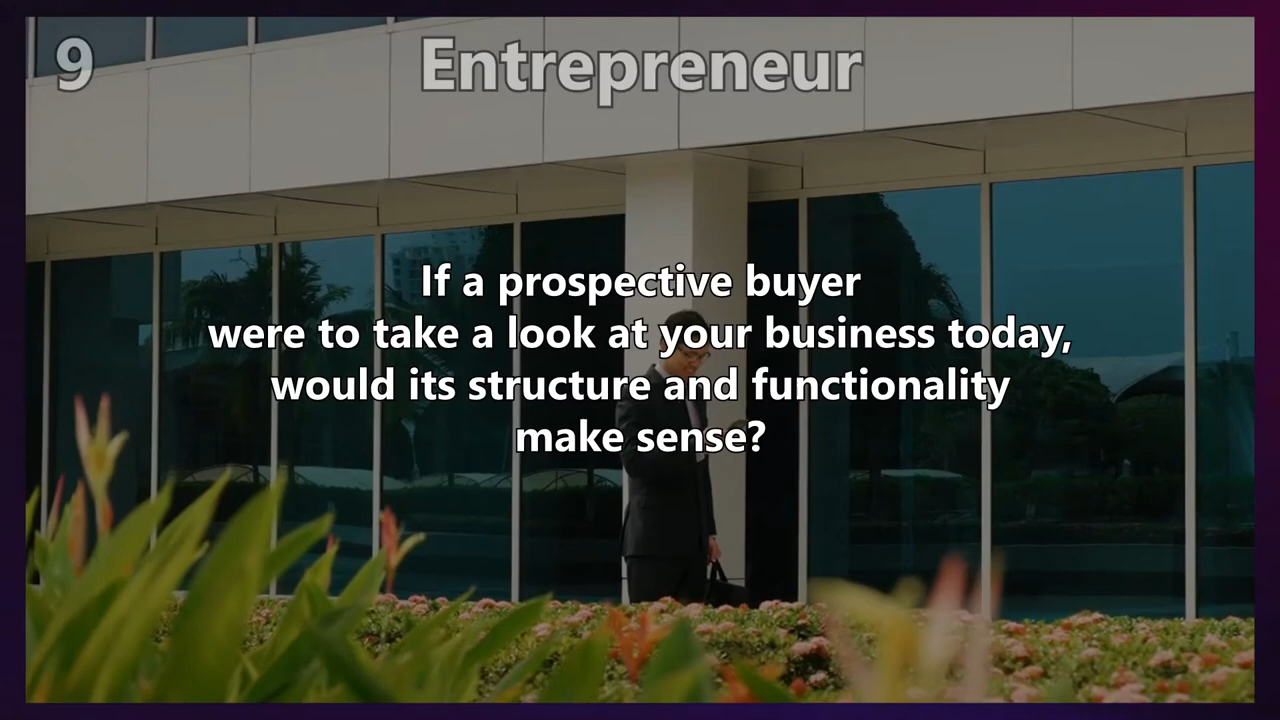 9
Entrepreneur
If a prospective buyer
were to take a look at your business today,
would its structure and functionality
make sense?